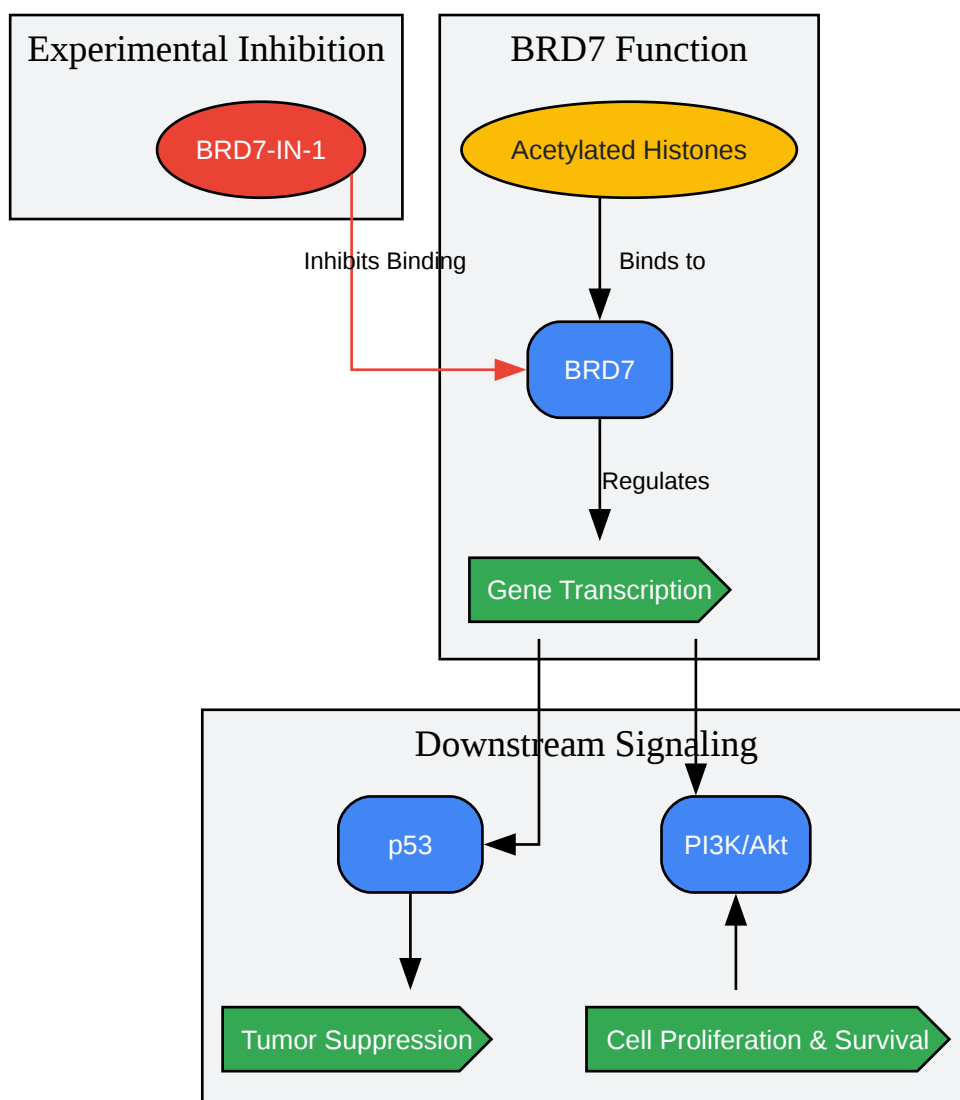 Experimental Inhibition
BRD7 Function
BRD7-IN-1
Acetylated Histones
Inhibits Binding
Binds to
BRD7
Regulates
Gene Transcription
Downstream Signaling
p53
PI3K/Akt
Tumor Suppression
Cell Proliferation & Survival